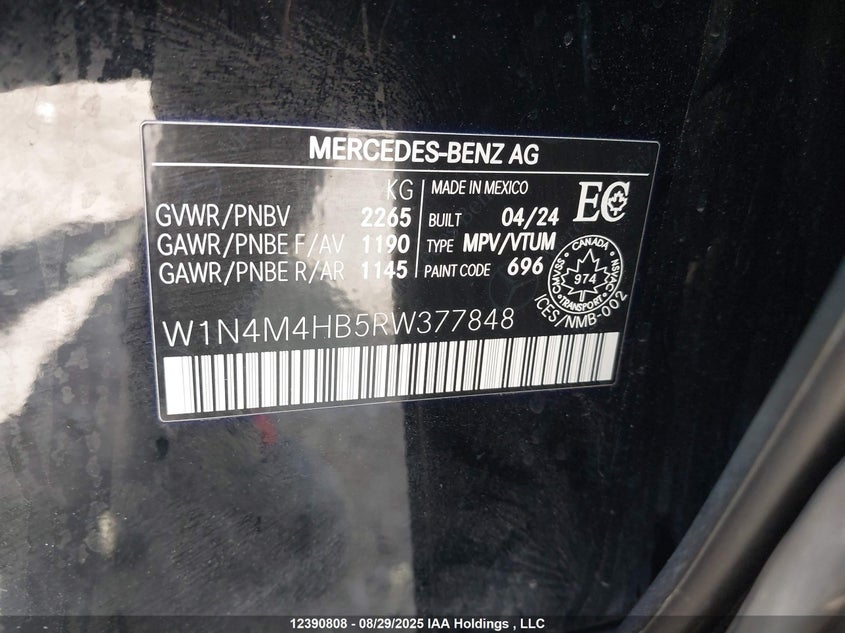 MERCEDES-BENZ AG
KG
GVWR/PNBV 2265
GAWR/PNBE F/AV 1190
GAWR/PNBE R/AR 1145
MADE IN MEXICO
BUILT 04/24
TYPE MPV/VTUM
PAINT CODE 696
EC
CANADA
CMVSS
974
NSVAC
TRANSPORT
ICES/NMB-002
W1N4M4HB5RW377848
12390808 - 08/29/2025 IAA Holdings , LLC